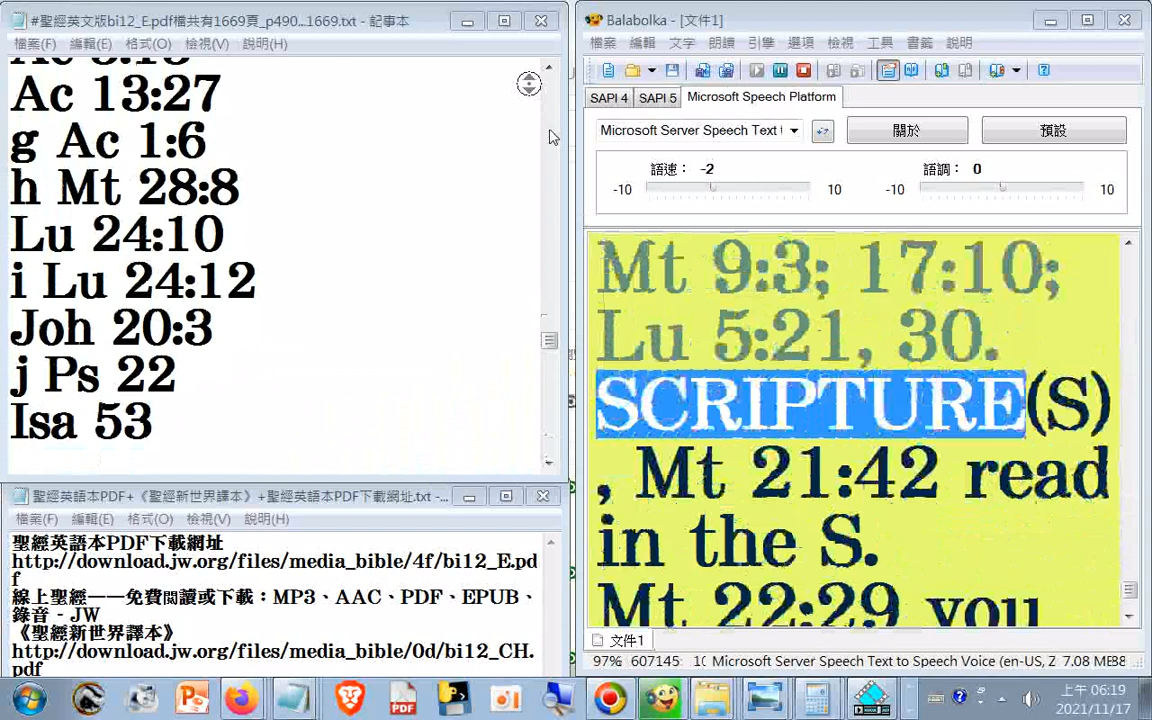 #聖經英文版bi12_E.pdf檔共有1669頁_p490...1669.txt - 記事本
檔案(F) 編輯(E) 格式(O) 檢視(V) 說明(H)
Ac 13:27
g Ac 1:6
h Mt 28:8
Lu 24:10
i Lu 24:12
Joh 20:3
j Ps 22
Isa 53
聖經英語本PDF+《聖經新世界譯本》+聖經英語本PDF下載網址.txt -...
檔案(F) 編輯(E) 格式(O) 檢視(V) 說明(H)
聖經英語本PDF下載網址
http://download.jw.org/files/media_bible/4f/bi12_E.pd
f
線上聖經——免費閱讀或下載：MP3、AAC、PDF、EPUB、
錄音 - JW
《聖經新世界譯本》
http://download.jw.org/files/media_bible/0d/bi12_CH.
pdf
Balabolka - [文件1]
檔案 編輯 文字 朗讀 引擎 選項 檢視 工具 書籤 說明
SAPI 4 SAPI 5 Microsoft Speech Platform
Microsoft Server Speech Text 關於 預設
語速： -2 語調： 0
-10 10 -10 10
Mt 9:3; 17:10;
Lu 5:21, 30.
SCRIPTURE(S)
, Mt 21:42 read
in the S.
Mt 22:29 you
文件1
97% 607145: Microsoft Server Speech Text to Speech Voice (en-US, Z 7.08 MB
PDF
上午 06:19
2021/11/17